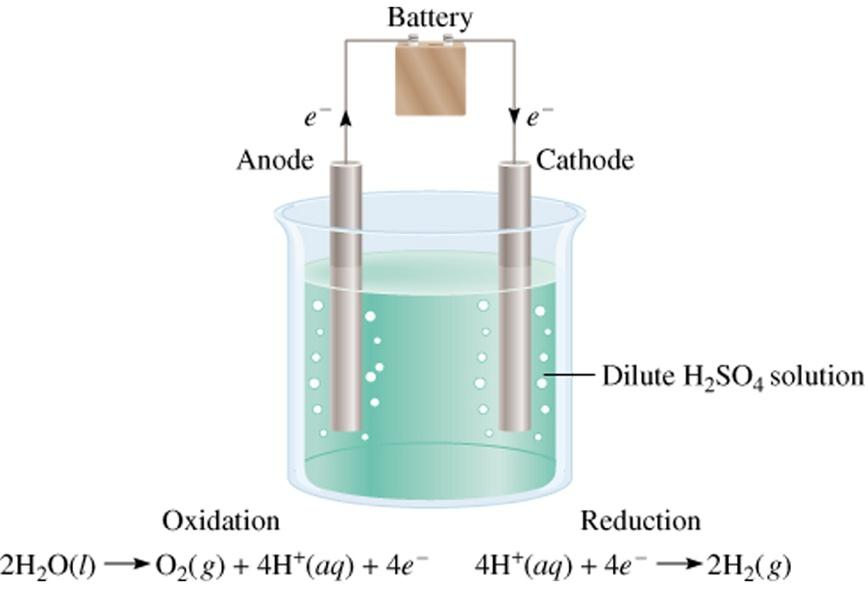 Battery
e⁻ e⁻
Anode Cathode
Dilute H₂SO₄ solution
Oxidation Reduction
2H₂O(l) ⟶ O₂(g) + 4H⁺(aq) + 4e⁻ 4H⁺(aq) + 4e⁻ ⟶ 2H₂(g)